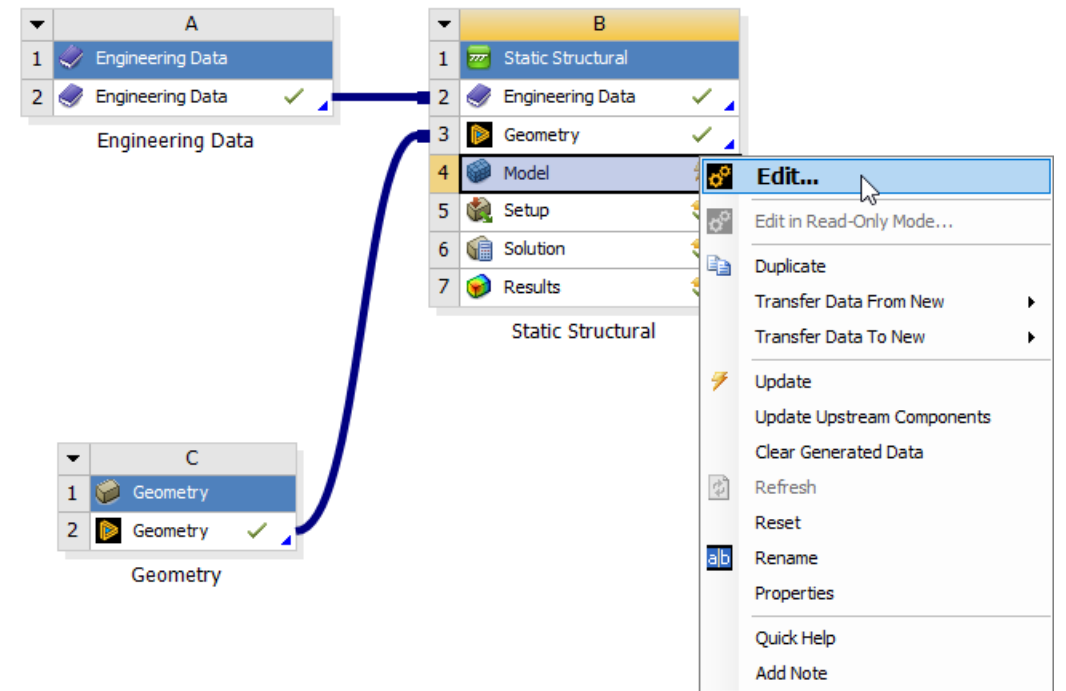 A
1 Engineering Data
2 Engineering Data
Engineering Data
B
1 Static Structural
2 Engineering Data
3 Geometry
4 Model
5 Setup
6 Solution
7 Results
Static Structural
C
1 Geometry
2 Geometry
Geometry
Edit...
Edit in Read-Only Mode...
Duplicate
Transfer Data From New
Transfer Data To New
Update
Update Upstream Components
Clear Generated Data
Refresh
Reset
a|b Rename
Properties
Quick Help
Add Note